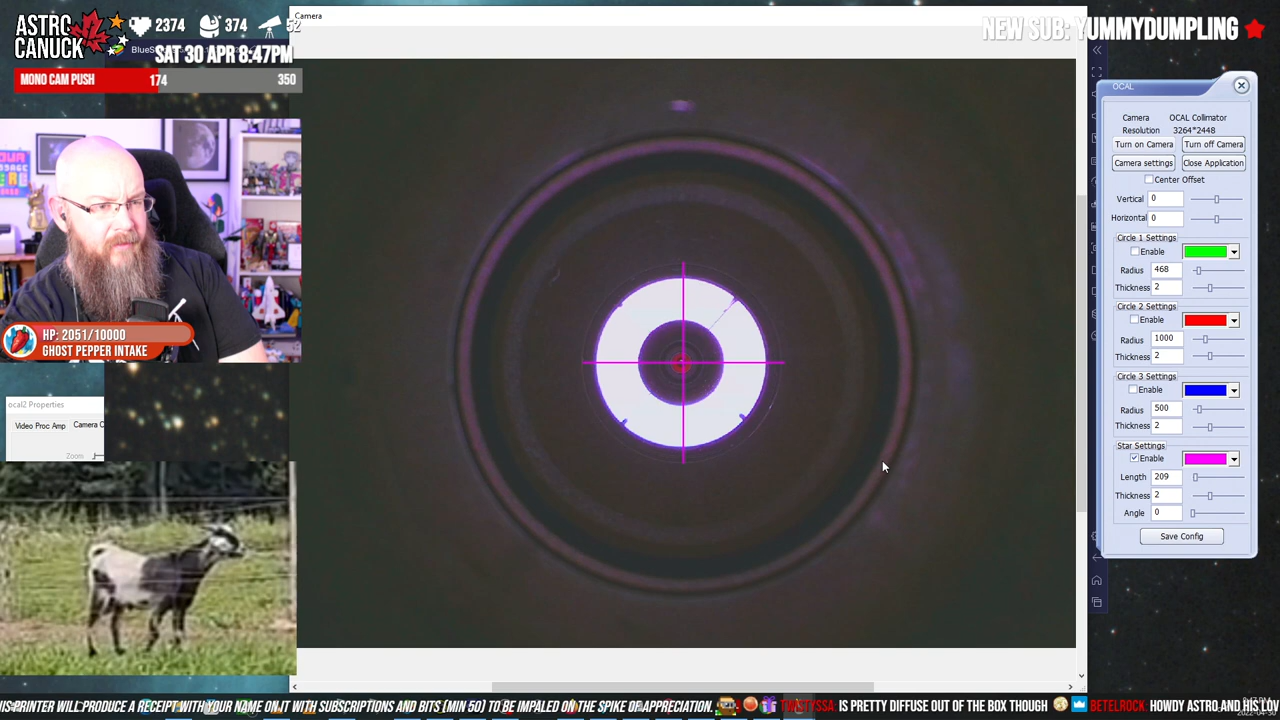 ASTRO
CANUCK
2374
374
52
BlueS
SAT 30 APR 8:47PM
MONO CAM PUSH
174
350
HP: 2051/10000
GHOST PEPPER INTAKE
ocal2 Properties
Video Proc Amp
Camera C
Zoom
Camera
NEW SUB: YUMMYDUMPLING
OCAL
Camera OCAL Collimator
Resolution 3264*2448
Turn on Camera Turn off Camera
Camera settings Close Application
Center Offset
Vertical 0
Horizontal 0
Circle 1 Settings
Enable
Radius 468
Thickness 2
Circle 2 Settings
Enable
Radius 1000
Thickness 2
Circle 3 Settings
Enable
Radius 500
Thickness 2
Star Settings
Enable
Length 209
Thickness 2
Angle 0
Save Config
IS PRINTER WILL PRODUCE A RECEIPT WITH YOUR NAME ON IT WITH SUBSCRIPTIONS AND BITS (MIN 50) TO BE IMPALED ON THE SPIKE OF APPRECIATION. TWISTYSSA: IS PRETTY DIFFUSE OUT OF THE BOX THOUGH BETELROCK: HOWDY ASTRO AND HIS LOV